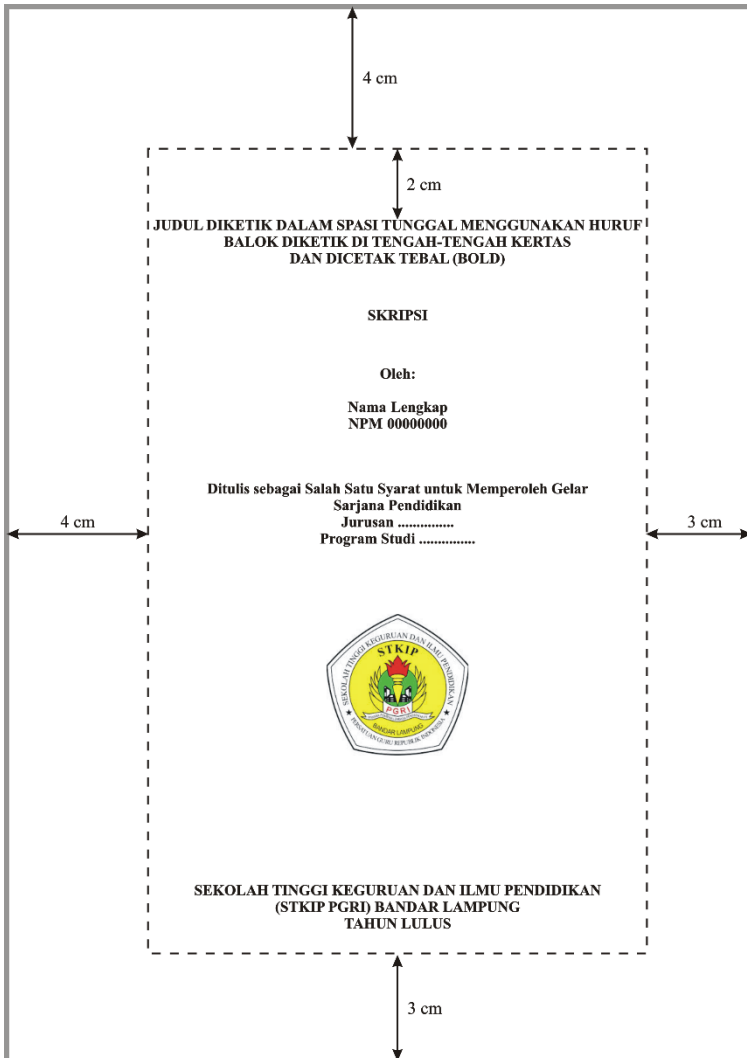 4 cm
2 cm
JUDUL DIKETIK DALAM SPASI TUNGGAL MENGGUNAKAN HURUF
BALOK DIKETIK DI TENGAH-TENGAH KERTAS
DAN DICETAK TEBAL (BOLD)
SKRIPSI
Oleh:
Nama Lengkap
NPM 00000000
Ditulis sebagai Salah Satu Syarat untuk Memperoleh Gelar
Sarjana Pendidikan
Jurusan ...............
Program Studi ...............
4 cm
3 cm
SEKOLAH TINGGI KEGURUAN DAN ILMU PENDIDIKAN
STKIP
PGRI
BANDAR LAMPUNG
PERSATUAN GURU REPUBLIK INDONESIA
SEKOLAH TINGGI KEGURUAN DAN ILMU PENDIDIKAN
(STKIP PGRI) BANDAR LAMPUNG
TAHUN LULUS
3 cm